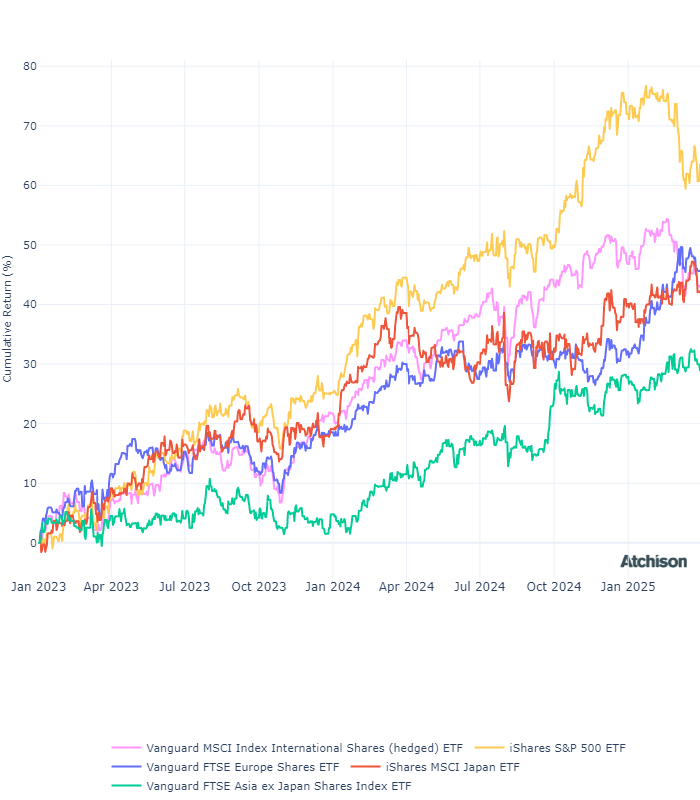 80
70
60
50
40
30
20
10
0
Cumulative Return (%)
Jan 2023 Apr 2023 Jul 2023 Oct 2023 Jan 2024 Apr 2024 Jul 2024 Oct 2024 Jan 2025
Atchison
Vanguard MSCI Index International Shares (hedged) ETF iShares S&P 500 ETF
Vanguard FTSE Europe Shares ETF iShares MSCI Japan ETF
Vanguard FTSE Asia ex Japan Shares Index ETF